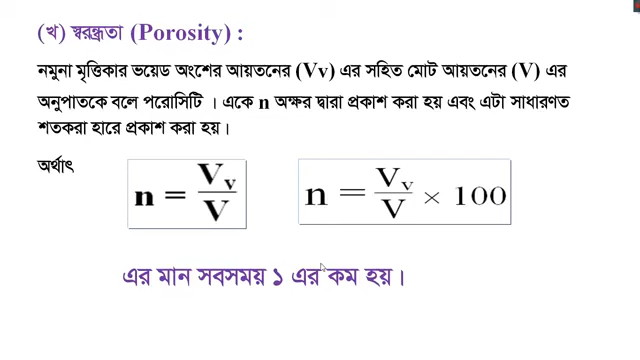 (খ) স্বরন্ধ্রতা (Porosity) :
নমুনা মৃত্তিকার ভয়েড অংশের আয়তনের (Vv) এর সহিত মোট আয়তনের (V) এর
অনুপাতকে বলে পরোসিটি । একে n অক্ষর দ্বারা প্রকাশ করা হয় এবং এটা সাধারণত
শতকরা হারে প্রকাশ করা হয়।
অর্থাৎ
n = Vv/V
n = Vv/V × 100
এর মান সবসময় ১ এর কম হয়।